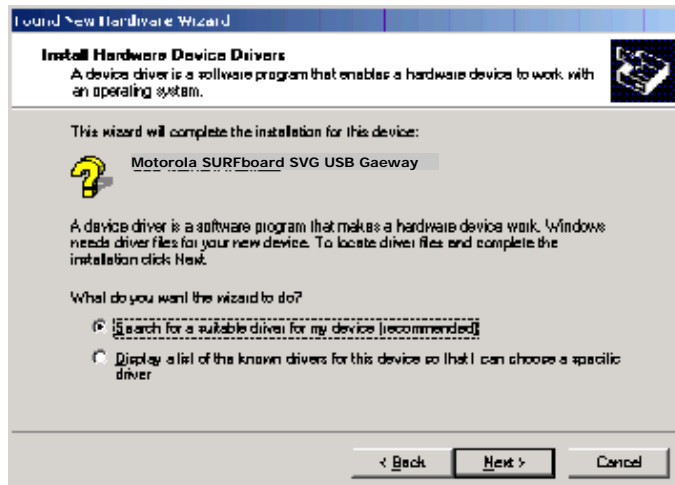 Found New Hardware Wizard
Install Hardware Device Drivers
A device driver is a software program that enables a hardware device to work with
an operating system.
This wizard will complete the installation for this device:
Motorola SURFboard SVG USB Gaeway
A device driver is a software program that makes a hardware device work. Windows
needs driver files for your new device. To locate driver files and complete the
installation click Next.
What do you want the wizard to do?
Search for a suitable driver for my device (recommended)
Display a list of the known drivers for this device so that I can choose a specific
driver
< Back
Next >
Cancel